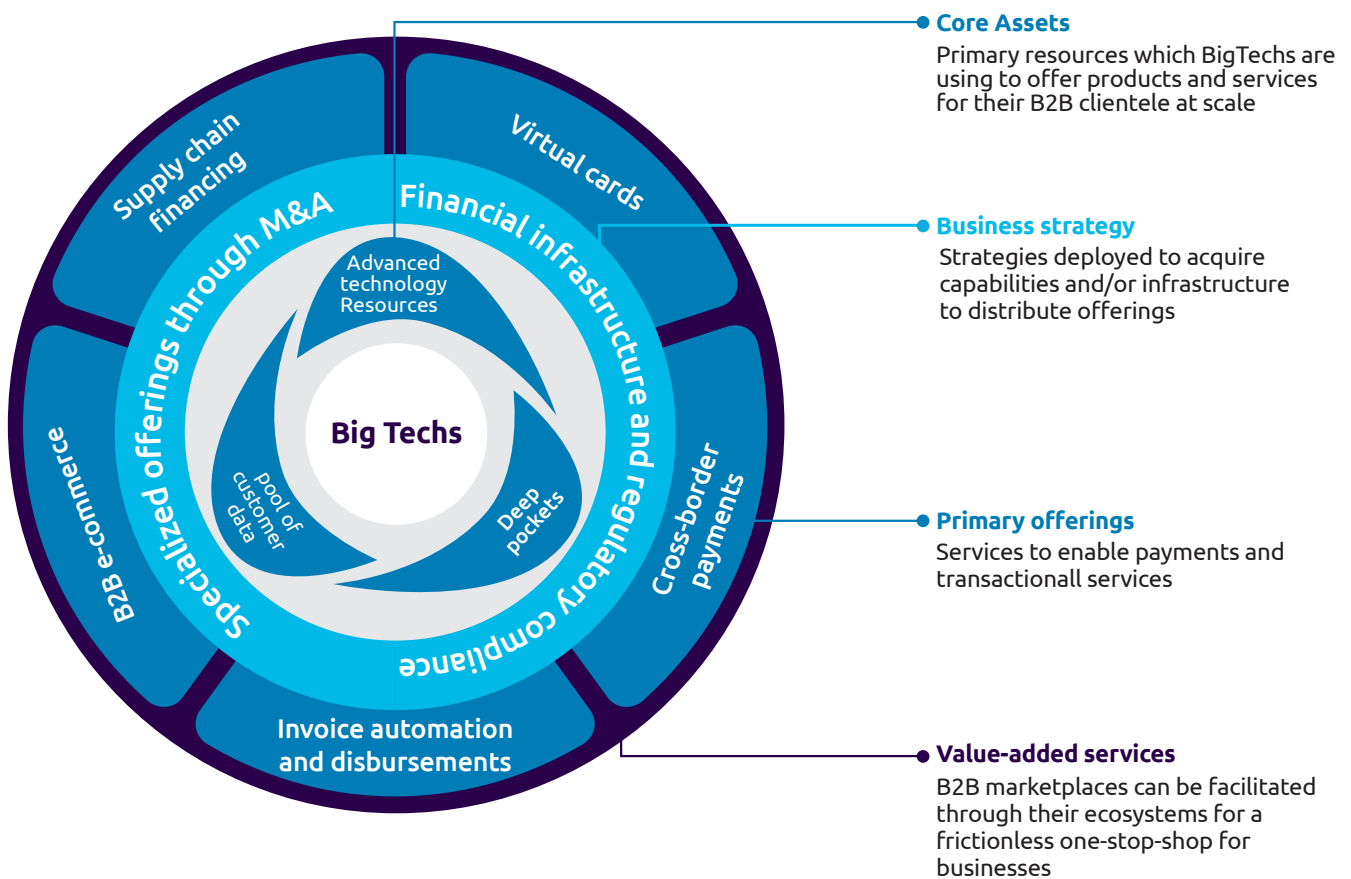 Supply chain
financing
Virtual cards
Cross-border
payments
Invoice automation
and disbursements
B2B e-commerce
Specialized offerings through M&A
Financial infrastructure and regulatory compliance
Advanced
technology
Resources
Deep
pockets
pool of
customer
data
Big Techs
Core Assets
Primary resources which BigTechs are
using to offer products and services
for their B2B clientele at scale
Business strategy
Strategies deployed to acquire
capabilities and/or infrastructure
to distribute offerings
Primary offerings
Services to enable payments and
transactionall services
Value-added services
B2B marketplaces can be facilitated
through their ecosystems for a
frictionless one-stop-shop for
businesses